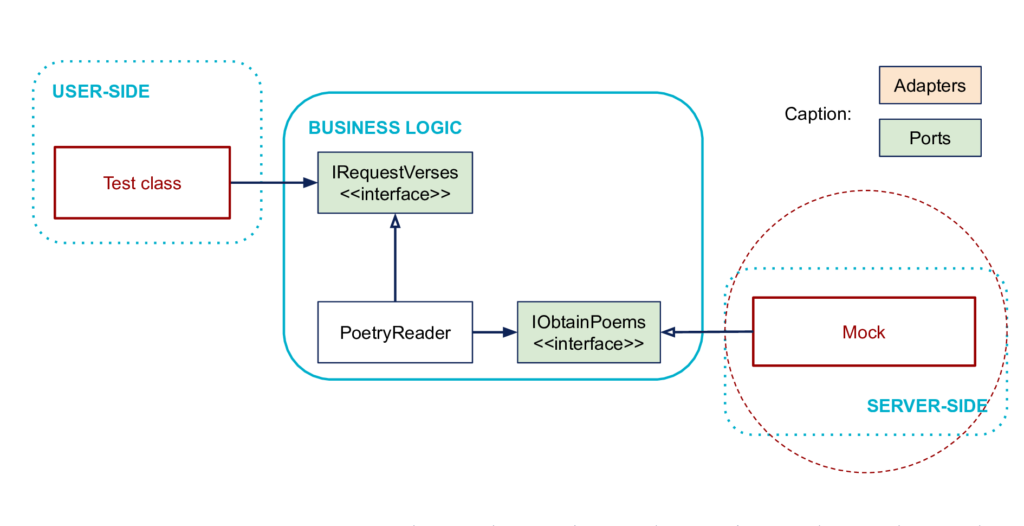 USER-SIDE
Test class
BUSINESS LOGIC
IRequestVerses
<<interface>>
PoetryReader
IObtainPoems
<<interface>>
Caption:
Adapters
Ports
Mock
SERVER-SIDE